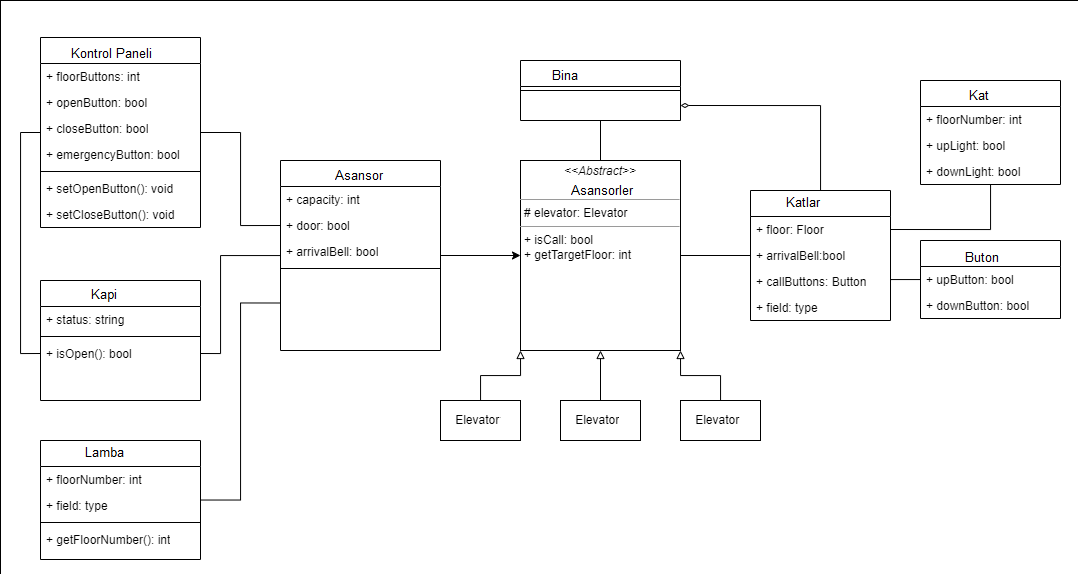 Kontrol Paneli
+ floorButtons: int
+ openButton: bool
+ closeButton: bool
+ emergencyButton: bool
+ setOpenButton(): void
+ setCloseButton(): void
Kapi
+ status: string
+ isOpen(): bool
Lamba
+ floorNumber: int
+ field: type
+ getFloorNumber(): int
Asansor
+ capacity: int
+ door: bool
+ arrivalBell: bool
Bina
<<Abstract>>
Asansorler
# elevator: Elevator
+ isCall: bool
+ getTargetFloor: int
Elevator
Elevator
Elevator
Katlar
+ floor: Floor
+ arrivalBell:bool
+ callButtons: Button
+ field: type
Kat
+ floorNumber: int
+ upLight: bool
+ downLight: bool
Buton
+ upButton: bool
+ downButton: bool